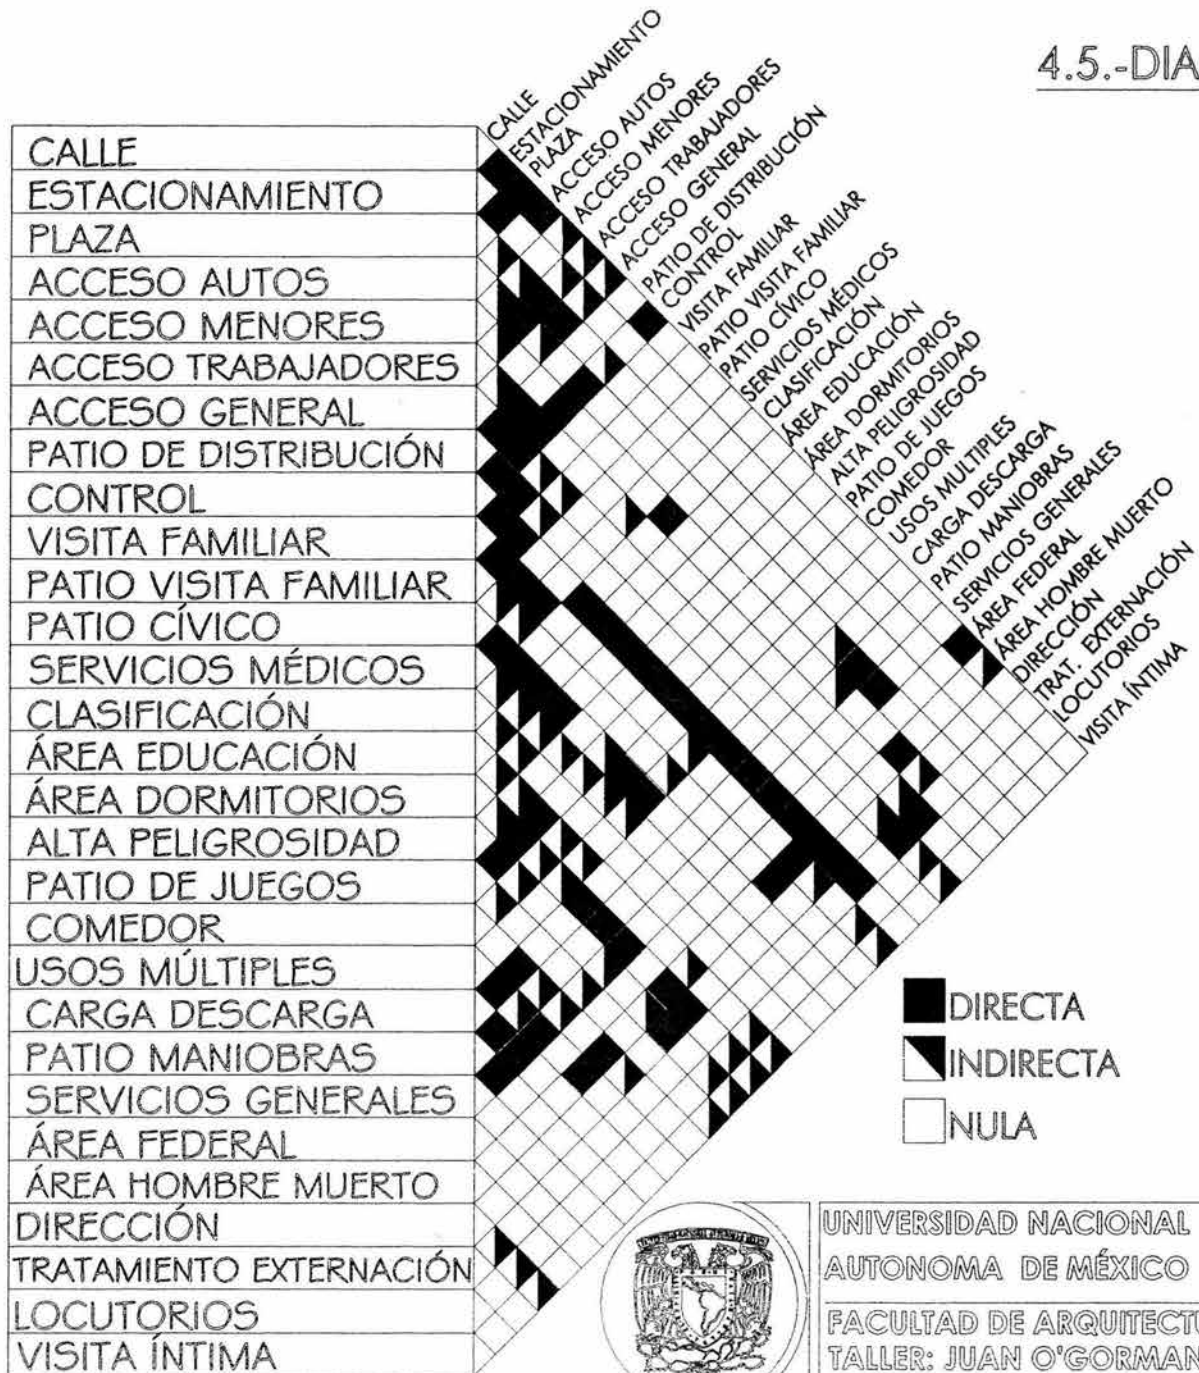 4.5.-DIA
CALLE
ESTACIONAMIENTO
PLAZA
ACCESO AUTOS
ACCESO MENORES
ACCESO TRABAJADORES
ACCESO GENERAL
PATIO DE DISTRIBUCIÓN
CONTROL
VISITA FAMILIAR
PATIO VISITA FAMILIAR
PATIO CÍVICO
SERVICIOS MÉDICOS
CLASIFICACIÓN
ÁREA EDUCACIÓN
ÁREA DORMITORIOS
ALTA PELIGROSIDAD
PATIO DE JUEGOS
COMEDOR
USOS MULTIPLES
CARGA DESCARGA
PATIO MANIOBRAS
SERVICIOS GENERALES
ÁREA FEDERAL
ÁREA HOMBRE MUERTO
DIRECCIÓN
TRAT. EXTERNACIÓN
LOCUTORIOS
VISITA ÍNTIMA
CALLE
ESTACIONAMIENTO
PLAZA
ACCESO AUTOS
ACCESO MENORES
ACCESO TRABAJADORES
ACCESO GENERAL
PATIO DE DISTRIBUCIÓN
CONTROL
VISITA FAMILIAR
PATIO VISITA FAMILIAR
PATIO CÍVICO
SERVICIOS MÉDICOS
CLASIFICACIÓN
ÁREA EDUCACIÓN
ÁREA DORMITORIOS
ALTA PELIGROSIDAD
PATIO DE JUEGOS
COMEDOR
USOS MÚLTIPLES
CARGA DESCARGA
PATIO MANIOBRAS
SERVICIOS GENERALES
ÁREA FEDERAL
ÁREA HOMBRE MUERTO
DIRECCIÓN
TRATAMIENTO EXTERNACIÓN
LOCUTORIOS
VISITA ÍNTIMA
DIRECTA
INDIRECTA
NULA
UNIVERSIDAD NACIONAL
AUTONOMA DE MÉXICO
FACULTAD DE ARQUITECTU
TALLER: JUAN O'GORMAN